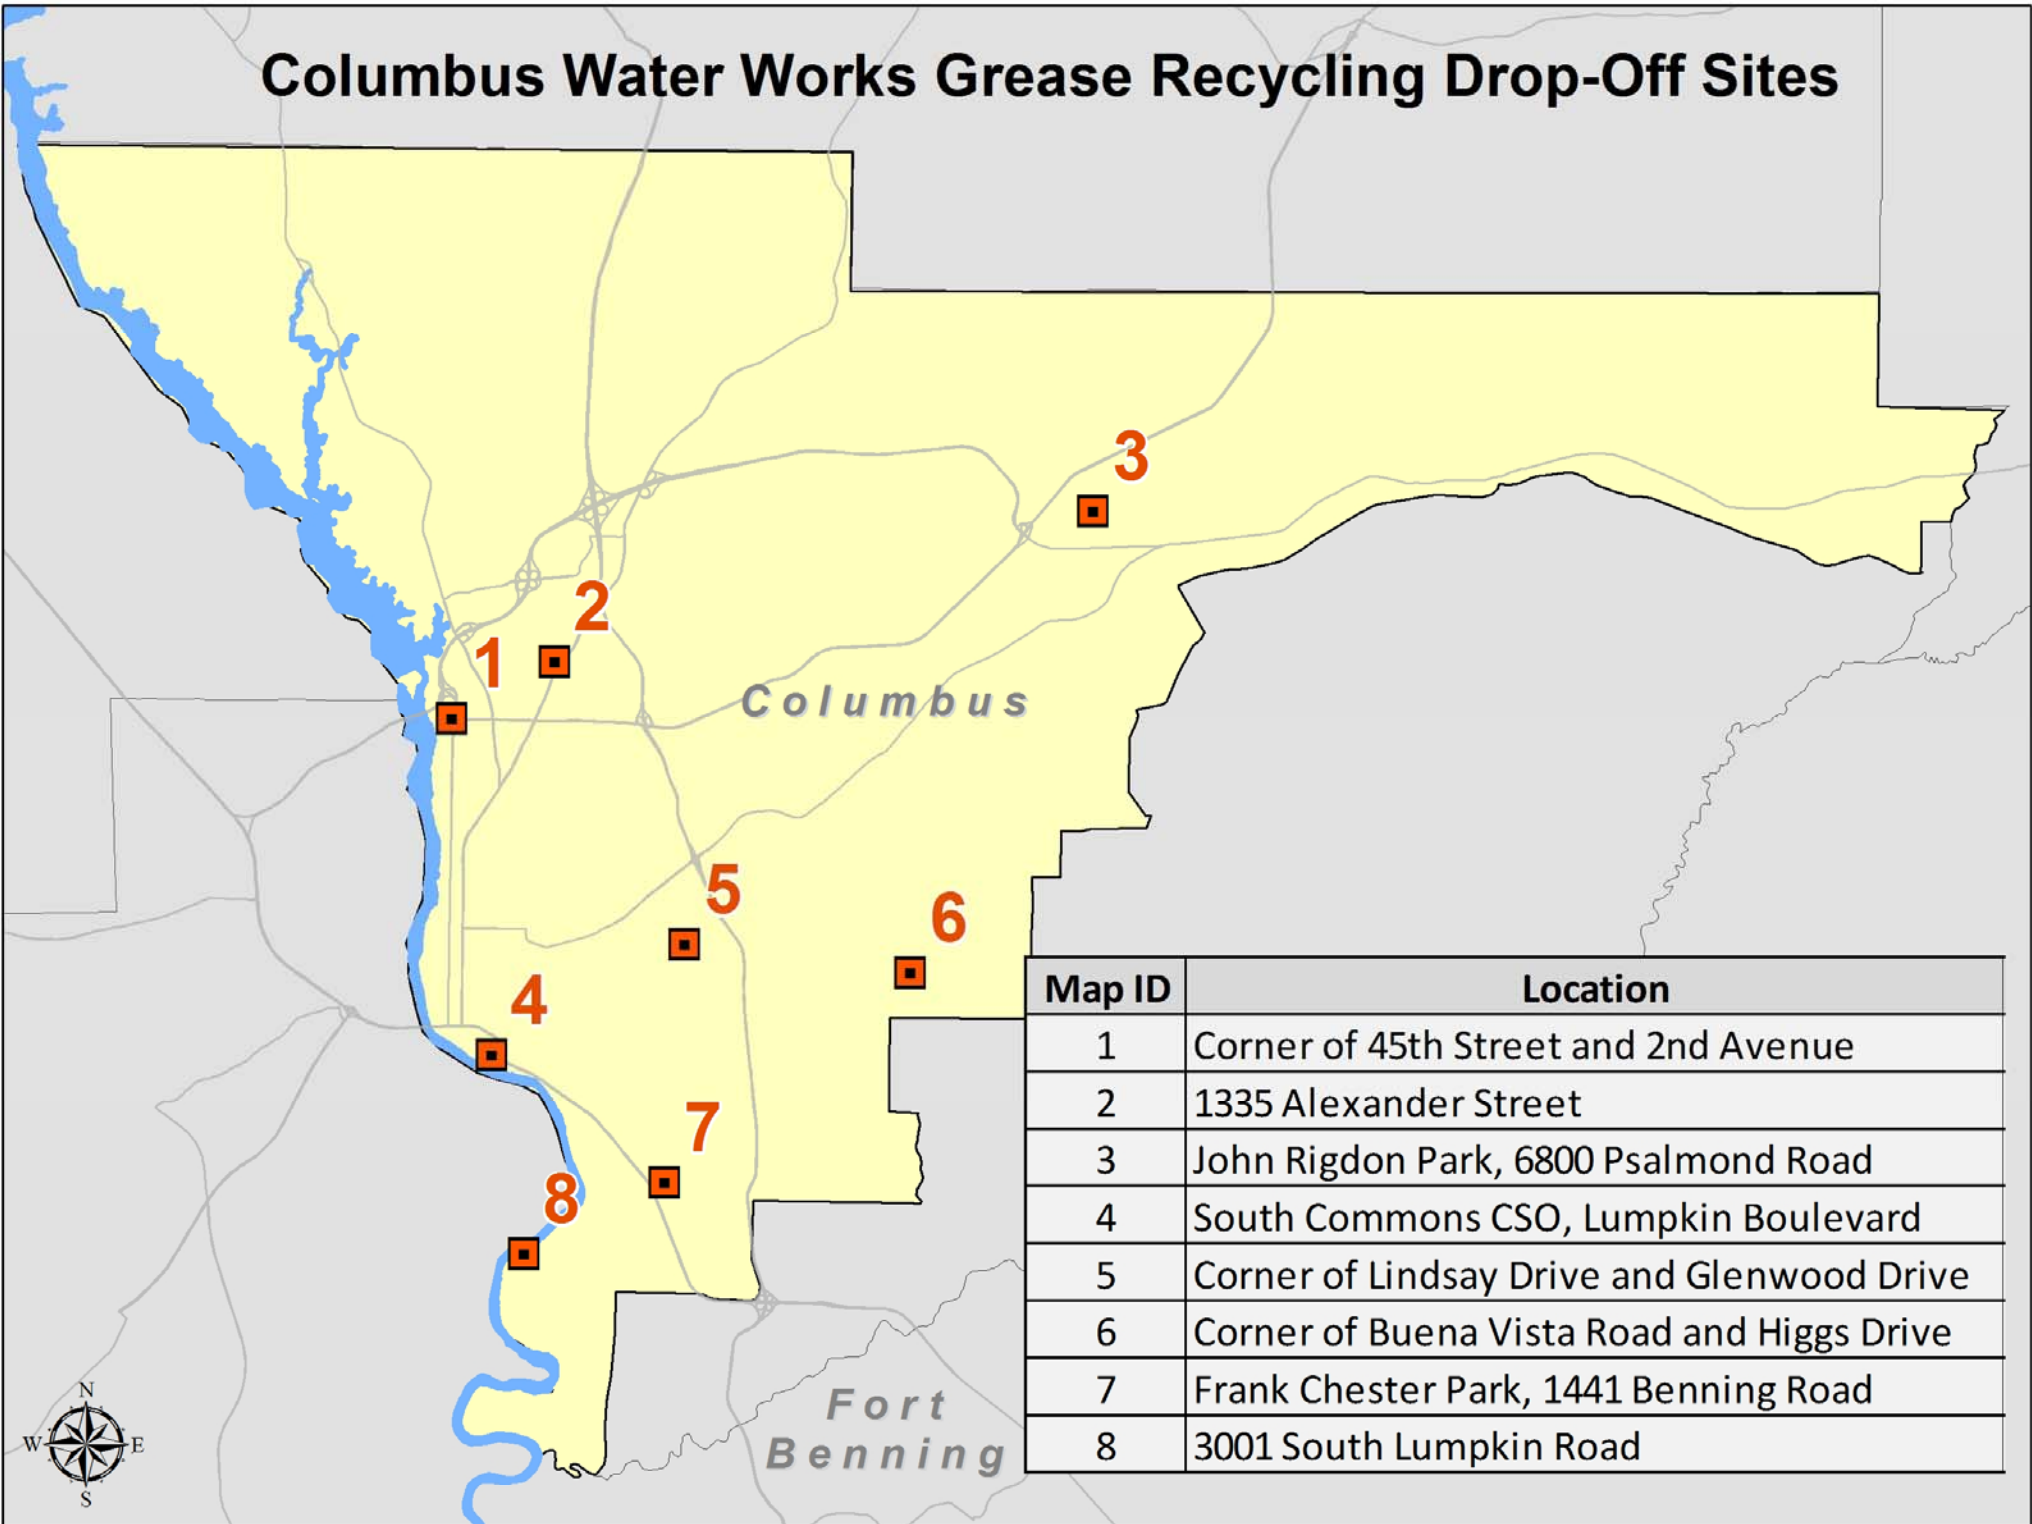 Columbus Water Works Grease Recycling Drop-Off Sites
3
2
1
Columbus
5
6
4
7
8
Map ID Location
1 Corner of 45th Street and 2nd Avenue
2 1335 Alexander Street
3 John Rigdon Park, 6800 Psalmond Road
4 South Commons CSO, Lumpkin Boulevard
5 Corner of Lindsay Drive and Glenwood Drive
6 Corner of Buena Vista Road and Higgs Drive
7 Frank Chester Park, 1441 Benning Road
8 3001 South Lumpkin Road
Fort
Benning
N
W E
S